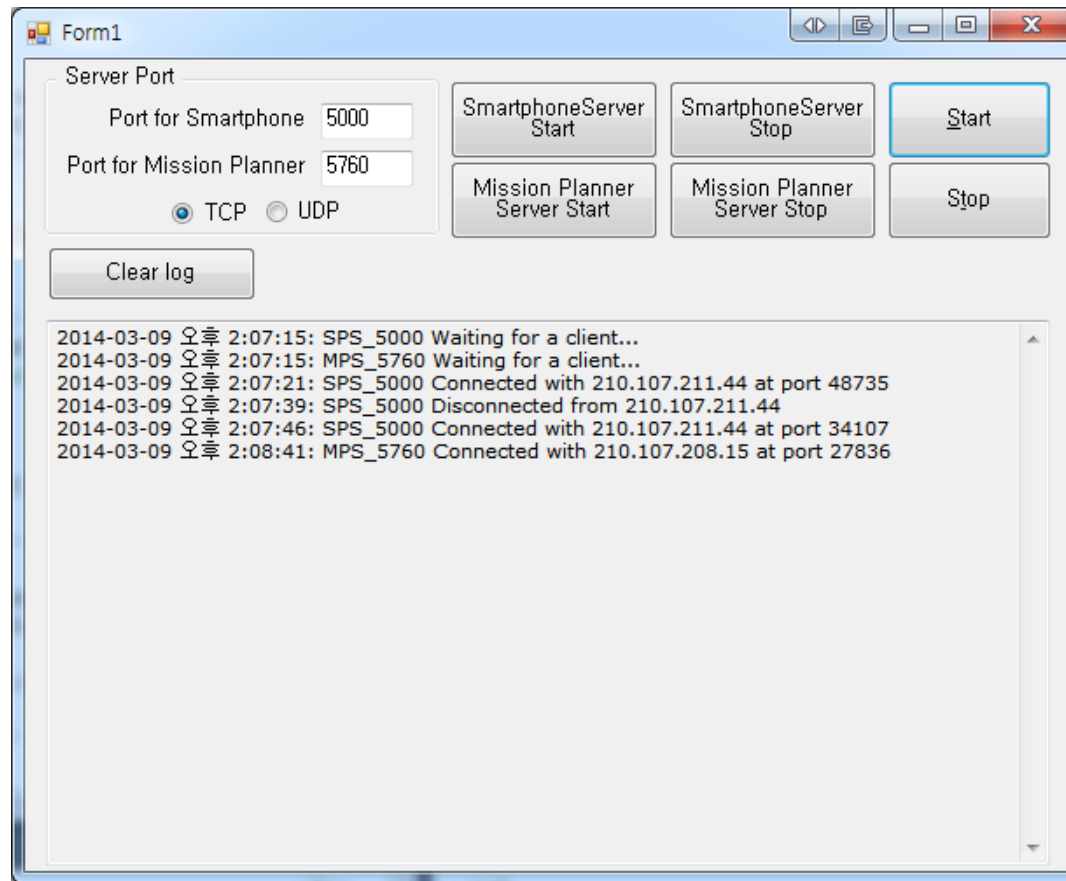 Form1
Server Port
Port for Smartphone 5000
Port for Mission Planner 5760
TCP UDP
SmartphoneServer
Start
SmartphoneServer
Stop
Start
Mission Planner
Server Start
Mission Planner
Server Stop
Stop
Clear log
2014-03-09 오후 2:07:15: SPS_5000 Waiting for a client...
2014-03-09 오후 2:07:15: MPS_5760 Waiting for a client...
2014-03-09 오후 2:07:21: SPS_5000 Connected with 210.107.211.44 at port 48735
2014-03-09 오후 2:07:39: SPS_5000 Disconnected from 210.107.211.44
2014-03-09 오후 2:07:46: SPS_5000 Connected with 210.107.211.44 at port 34107
2014-03-09 오후 2:08:41: MPS_5760 Connected with 210.107.208.15 at port 27836